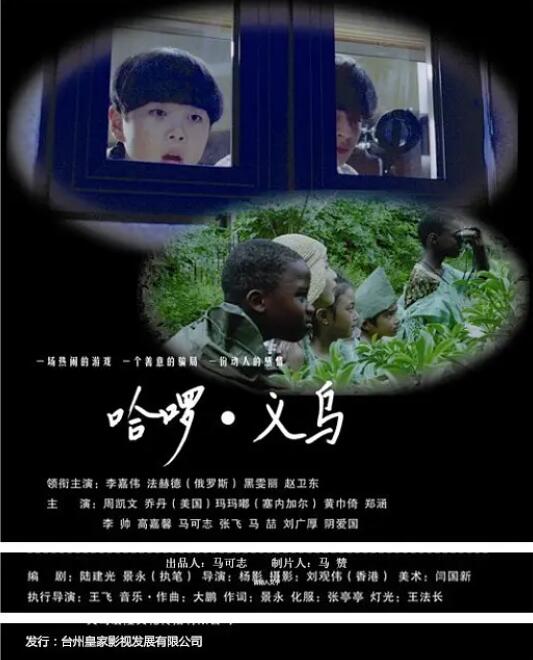 一场热闹的游戏 一个善意的骗局 一份动人的感情
哈啰·义乌
领衔主演：李嘉伟 法赫德（俄罗斯）黑雯丽 赵卫东
主 演：周凯文 乔丹（美国）玛玛嘟（塞内加尔）黄巾倚 郑涵
李 帅 高嘉馨 马可志 张飞 马 喆 刘广厚 阴爱国
出品人：马可志 制片人：马 赞
编 剧：陆建光 景永（执笔）导演：杨影 摄影：刘观伟（香港）美术：闫国新
执行导演：王飞 音乐·作曲：大鹏 作词：景永 化服：张亭亭 灯光：王法长
发行：台州皇家影视发展有限公司